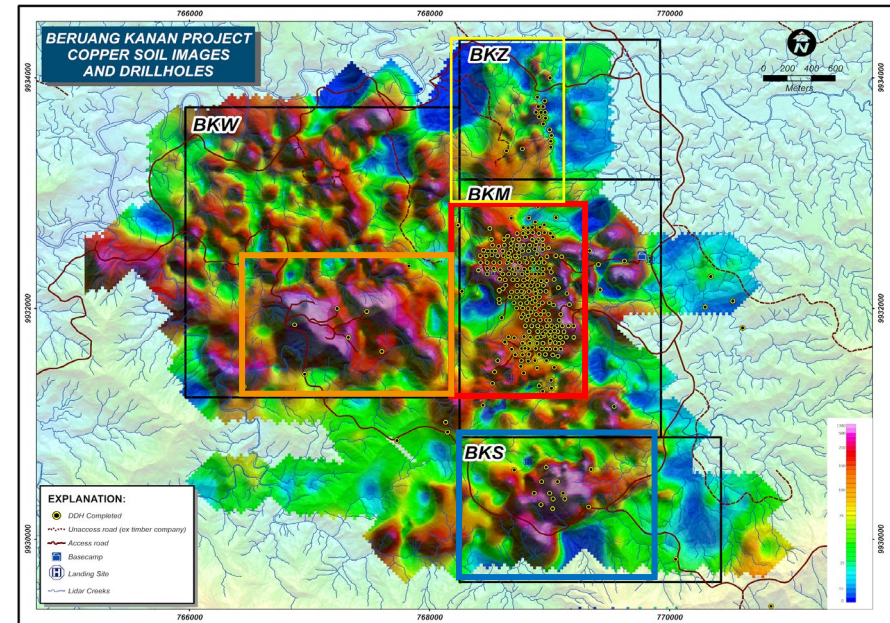 766000
768000
770000
BERUANG KANAN PROJECT
COPPER SOIL IMAGES
AND DRILLHOLES
BKZ
N
0 200 400 600
Meters
9934000
9934000
BKW
BKM
9932000
9932000
BKS
EXPLANATION:
DDH Completed
Unaccess road (ex timber company)
Access road
Basecamp
H Landing Site
Lidar Creeks
9930000
9930000
766000
768000
770000